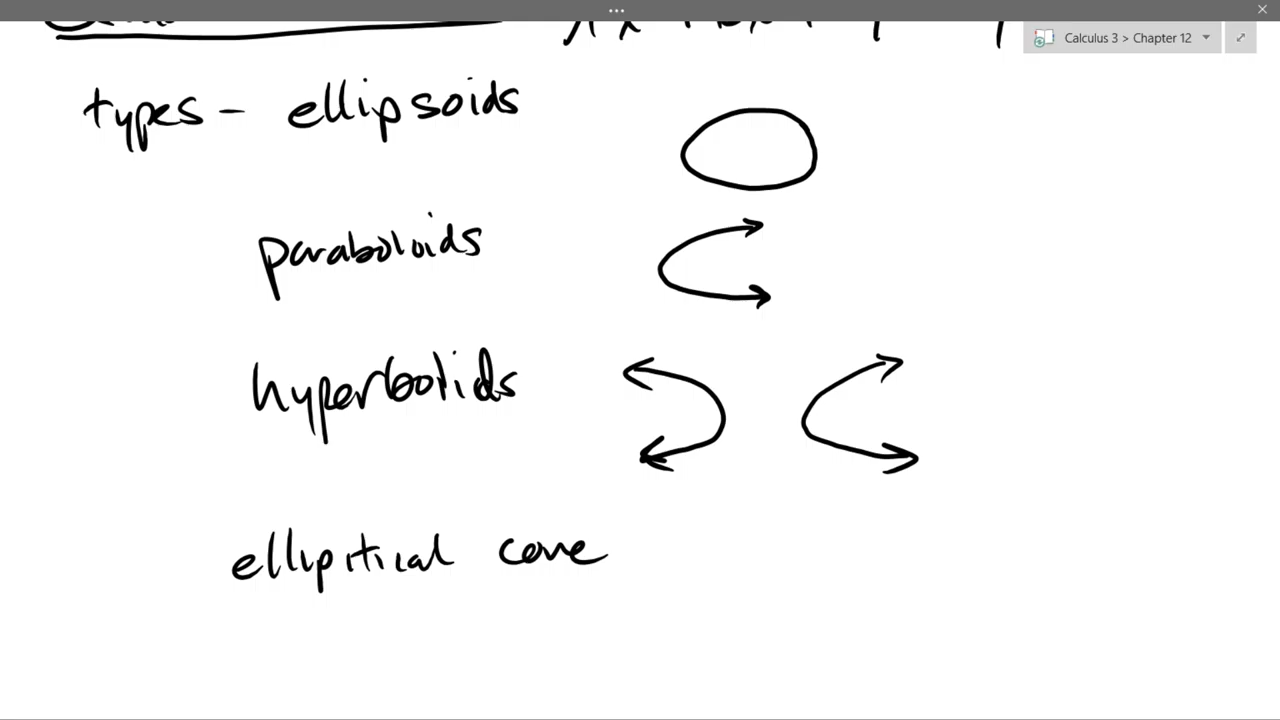 Calculus 3 > Chapter 12
types - ellipsoids
paraboloids
hyperboloids
elliptical cone